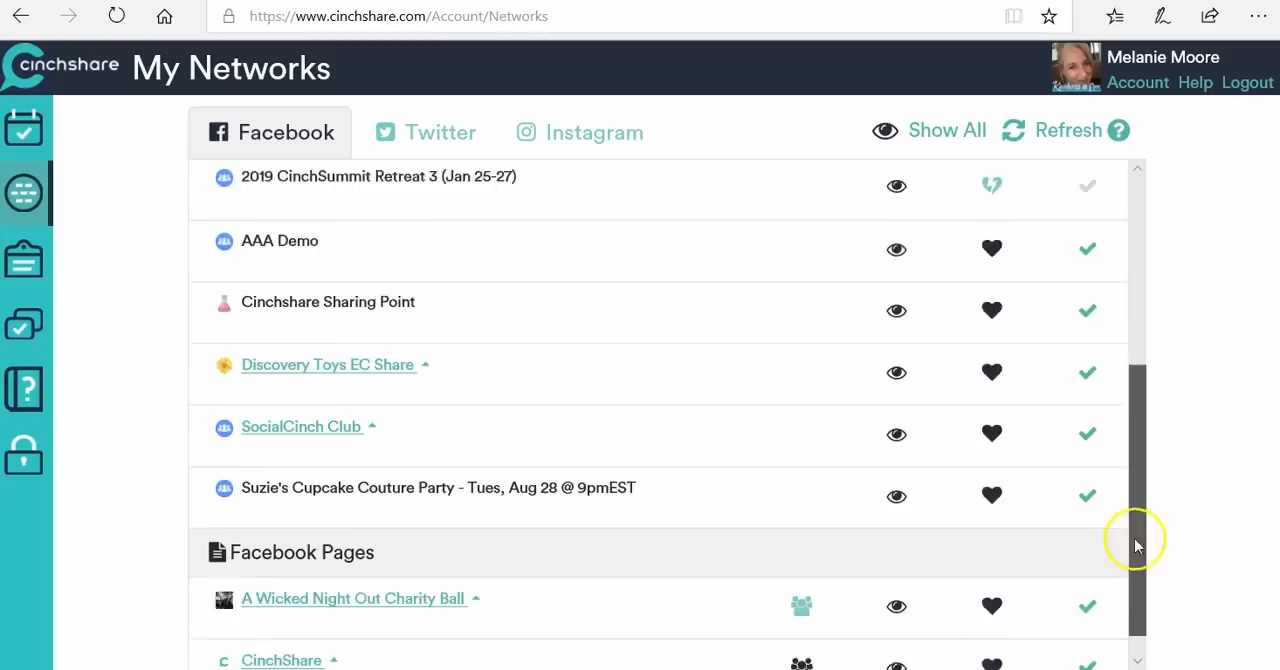 https://www.cinchshare.com/Account/Networks
cinchshare My Networks
Melanie Moore
Account Help Logout
Facebook Twitter Instagram Show All Refresh ?
2019 CinchSummit Retreat 3 (Jan 25-27)
AAA Demo
Cinchshare Sharing Point
Discovery Toys EC Share
SocialCinch Club
Suzie's Cupcake Couture Party - Tues, Aug 28 @ 9pmEST
Facebook Pages
A Wicked Night Out Charity Ball
CinchShare